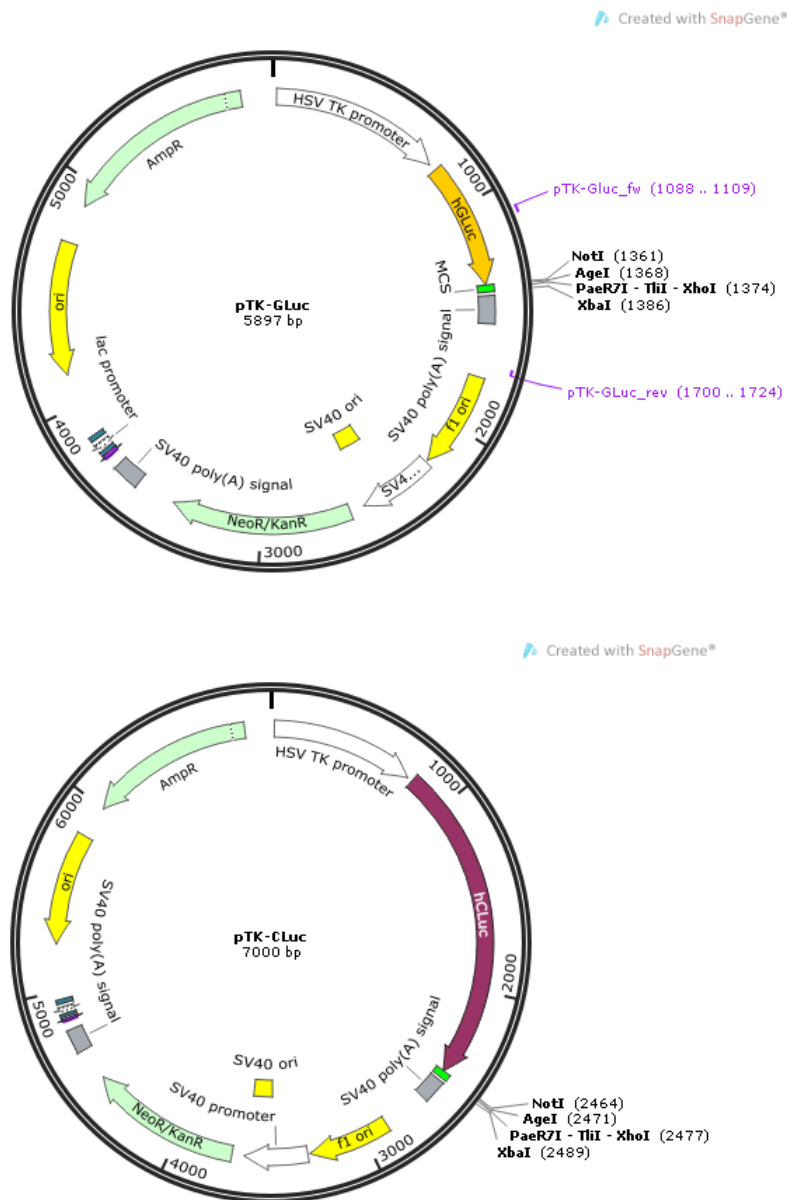 Created with SnapGene®
HSV TK promoter
AmpR
1000
5000
pTK-Gluc_fw (1088 .. 1109)
hGLuc
NotI (1361)
AgeI (1368)
PaeR7I - TliI - XhoI (1374)
XbaI (1386)
MCS
ori
pTK-GLuc
5897 bp
SV40 poly(A) signal
lac promoter
pTK-GLuc_rev (1700 .. 1724)
f1 ori
2000
SV40 ori
4000
SV40 poly(A) signal
SV4...
NeoR/KanR
3000
Created with SnapGene®
HSV TK promoter
AmpR
1000
6000
ori
SV40 poly(A) signal
hCLuc
pTK-CLuc
7000 bp
2000
5000
SV40 poly(A) signal
SV40 ori
SV40 promoter
NotI (2464)
AgeI (2471)
PaeR7I - TliI - XhoI (2477)
XbaI (2489)
NeoR/KanR
f1 ori
3000
4000